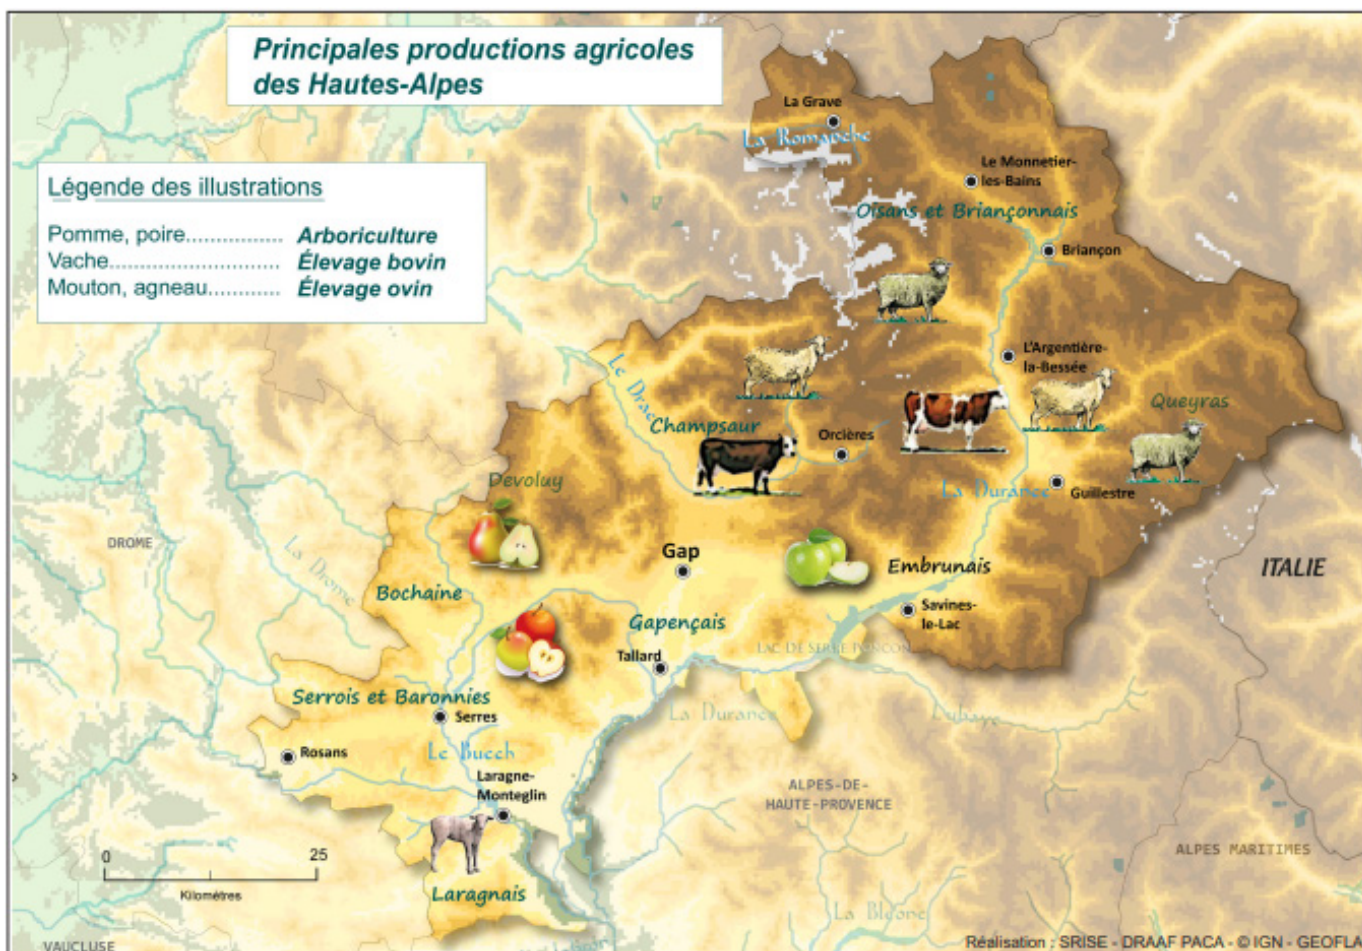 Principales productions agricoles
des Hautes-Alpes
Légende des illustrations
Pomme, poire................ Arboriculture
Vache............................ Élevage bovin
Mouton, agneau............ Élevage ovin
La Grave
La Romanche
Le Monnetier-
les-Bains
Oisans et Briançonnais
Briançon
L'Argentière-
la-Bessée
Le Drac
Champsaur
Orcières
Queyras
Devoluy
La Durance
Guillestre
DROME
La Drome
Gap
Embrunais
ITALIE
Bochaine
Gapençais
Savines-
le-Lac
Tallard
LAC DE SERRE PONCON
Serrois et Baronnies
Serres
La Durance
L'ubaye
Rosans
Le Buech
Laragne-
Monteglin
ALPES-DE-
HAUTE-PROVENCE
0 25
Kilométres
ALPES MARITIMES
Laragnais
La Bleone
VAUCLUSE
Réalisation : SRISE - DRAAF PACA - © IGN - GEOFLA